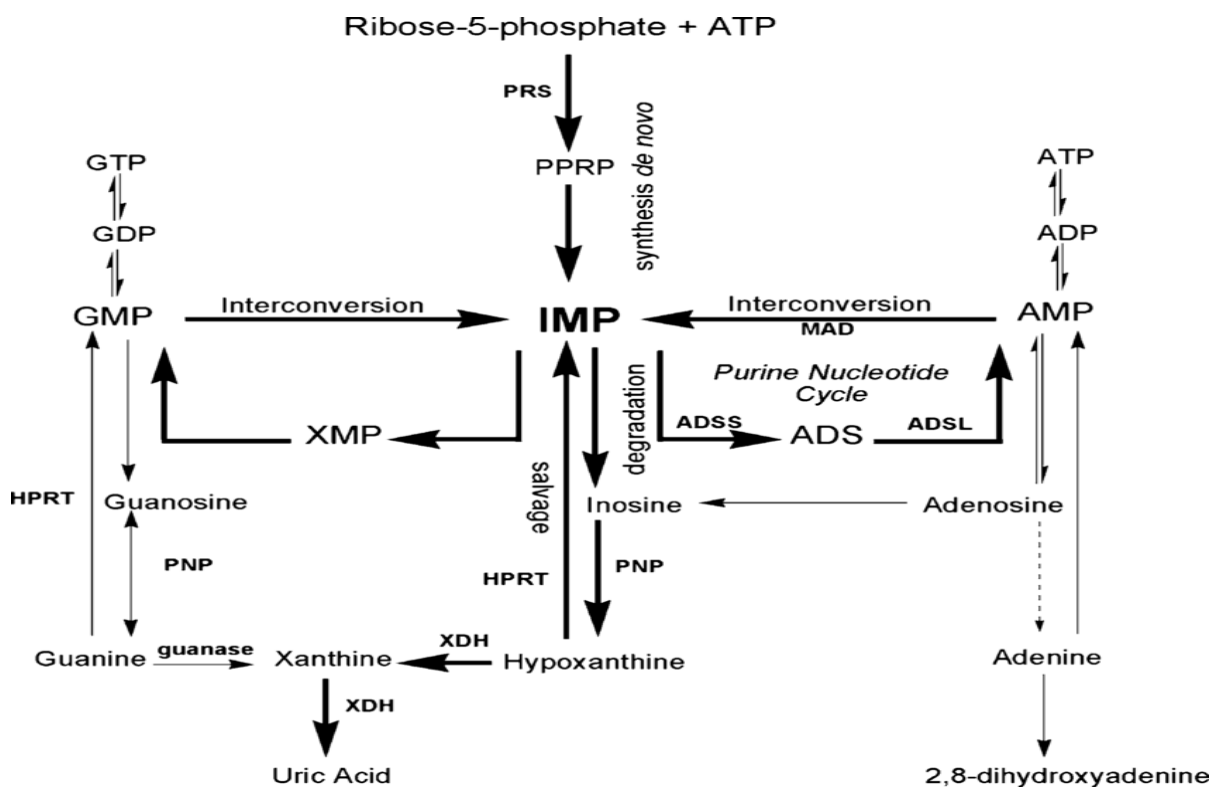 Ribose-5-phosphate + ATP
PRS
synthesis de novo
GTP
PPRP
ATP
GDP
ADP
GMP
Interconversion
IMP
Interconversion
MAD
AMP
Purine Nucleotide
Cycle
degradation
XMP
ADSS
ADS
ADSL
salvage
HPRT
Guanosine
Inosine
Adenosine
PNP
HPRT
PNP
Guanine
guanase
Xanthine
XDH
Hypoxanthine
Adenine
XDH
Uric Acid
2,8-dihydroxyadenine